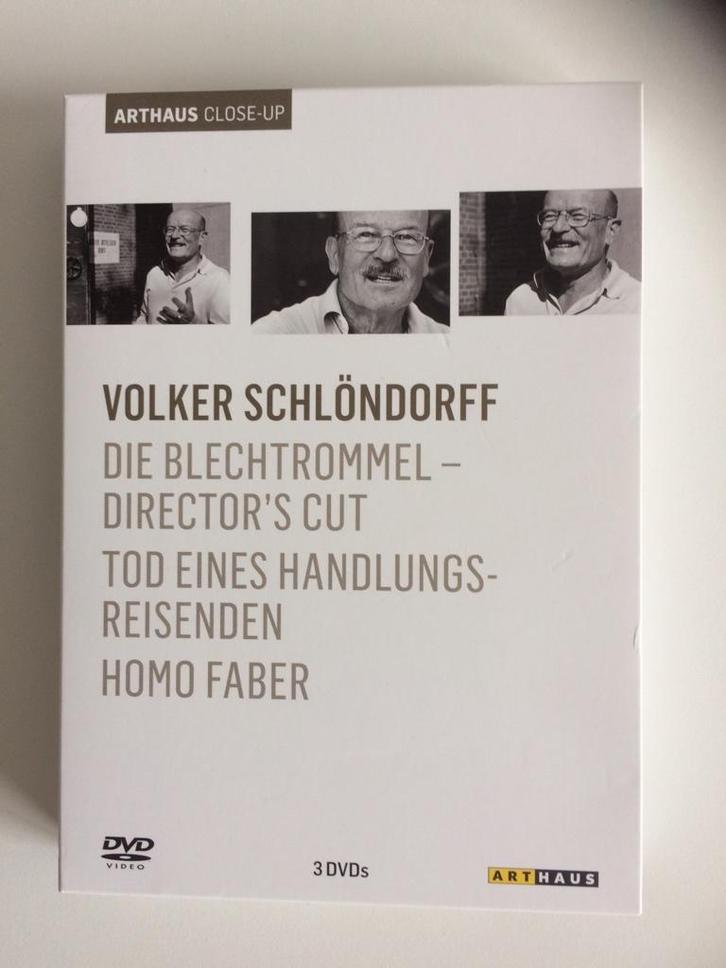 ARTHAUS CLOSE-UP
VOLKER SCHLÖNDORFF
DIE BLECHTROMMEL –
DIRECTOR'S CUT
TOD EINES HANDLUNGS-
REISENDEN
HOMO FABER
DVD
VIDEO
3 DVDs
ARTHAUS